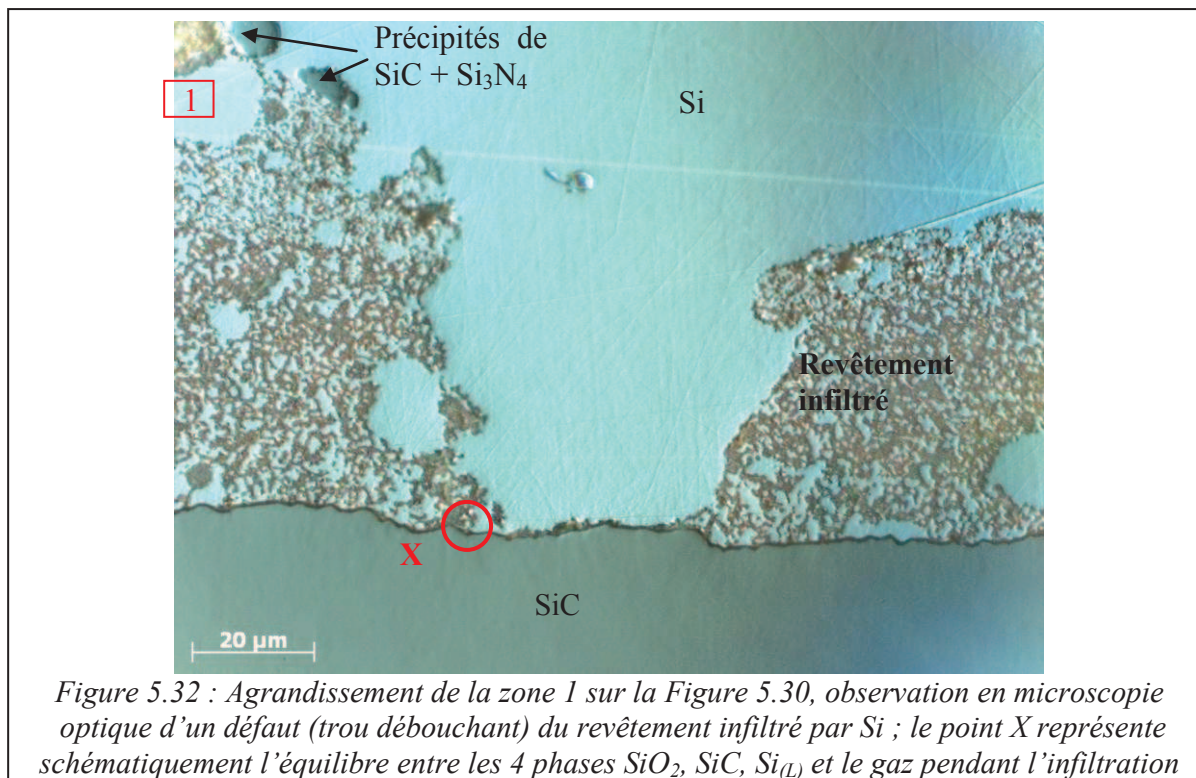 Précipités de
SiC + Si₃N₄
1
Si
Revêtement
infiltré
X
SiC
20 µm
Figure 5.32 : Agrandissement de la zone 1 sur la Figure 5.30, observation en microscopie
optique d'un défaut (trou débouchant) du revêtement infiltré par Si ; le point X représente
schématiquement l'équilibre entre les 4 phases SiO₂, SiC, Si₍L₎ et le gaz pendant l'infiltration